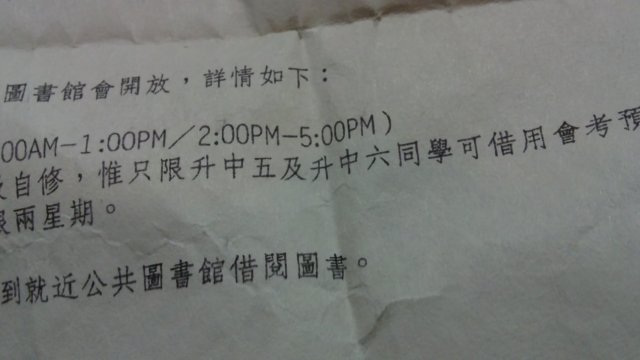 圖書館會開放，詳情如下：
00AM－1:00PM／2:00PM－5:00PM）
自修，惟只限升中五及升中六同學可借用會考預
限兩星期。
到就近公共圖書館借閱圖書。